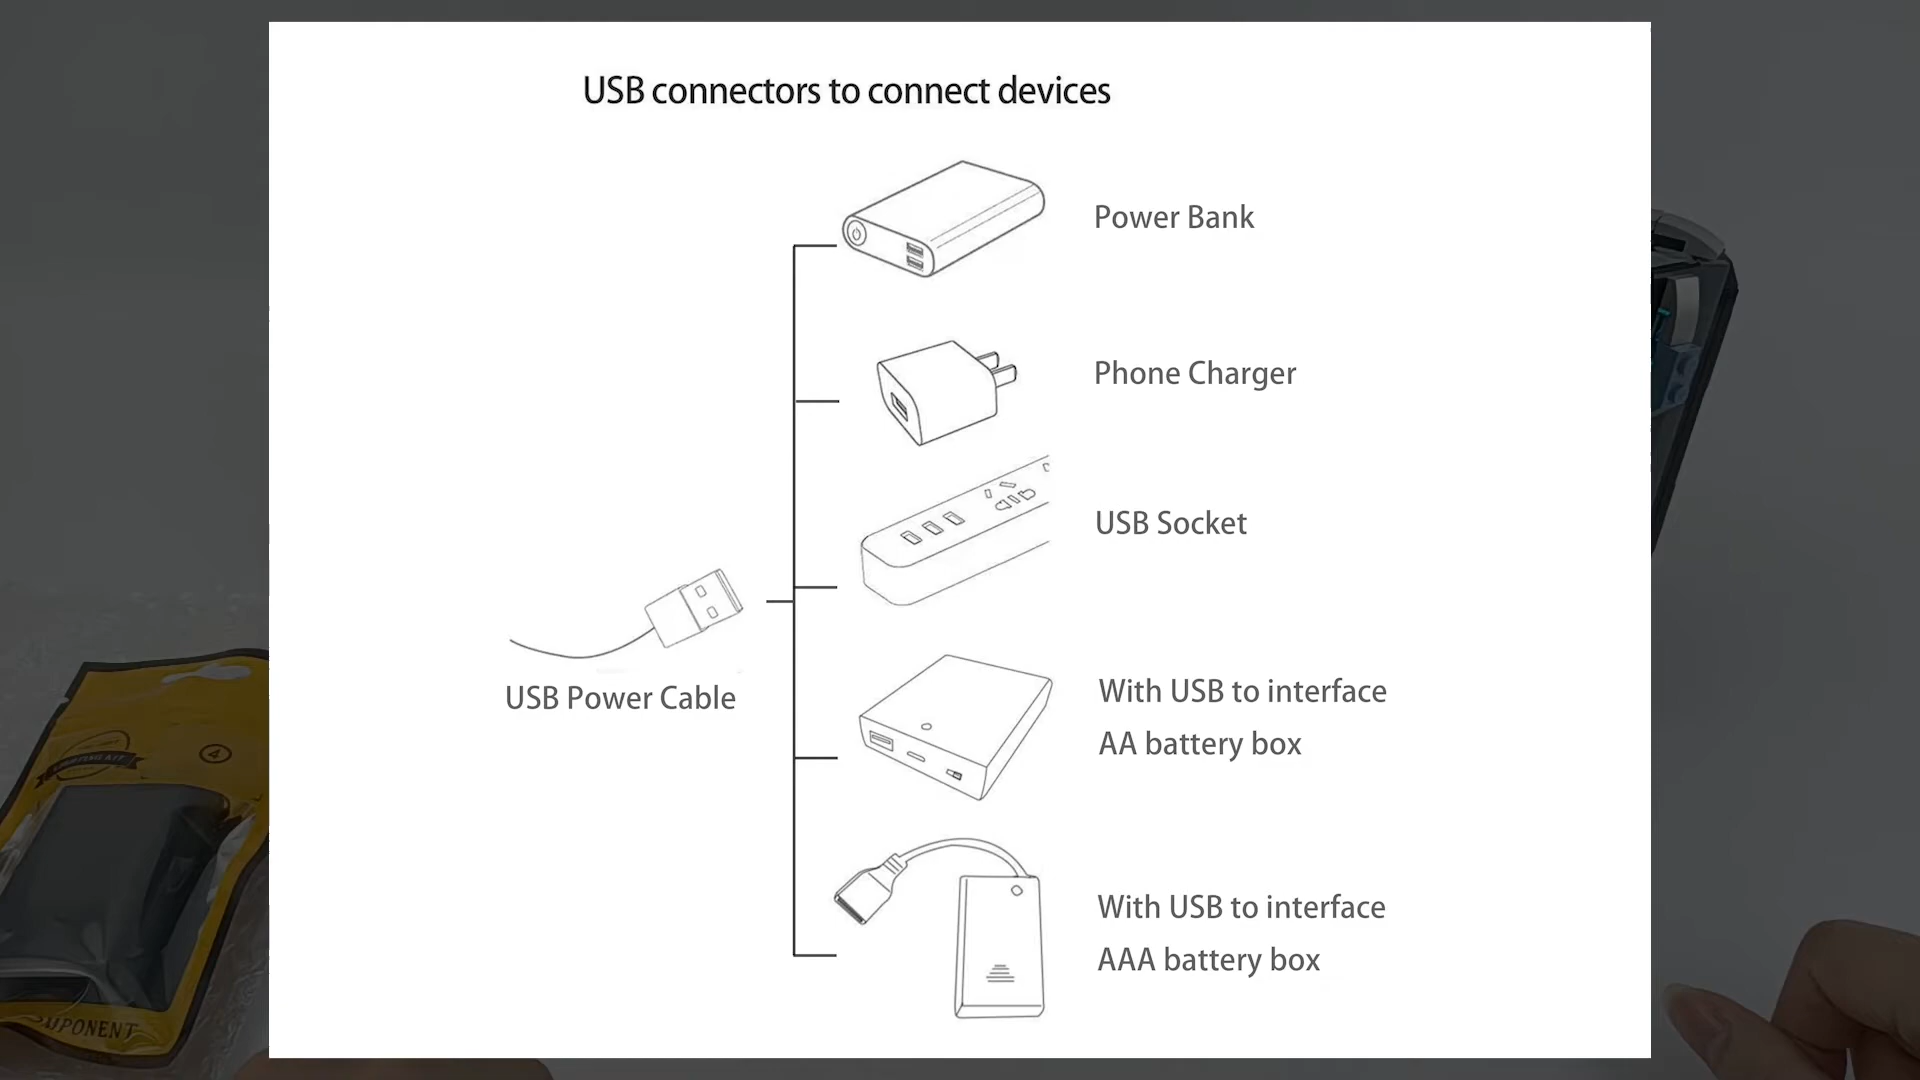 USB connectors to connect devices
Power Bank
Phone Charger
USB Socket
USB Power Cable
With USB to interface
AA battery box
With USB to interface
AAA battery box
4